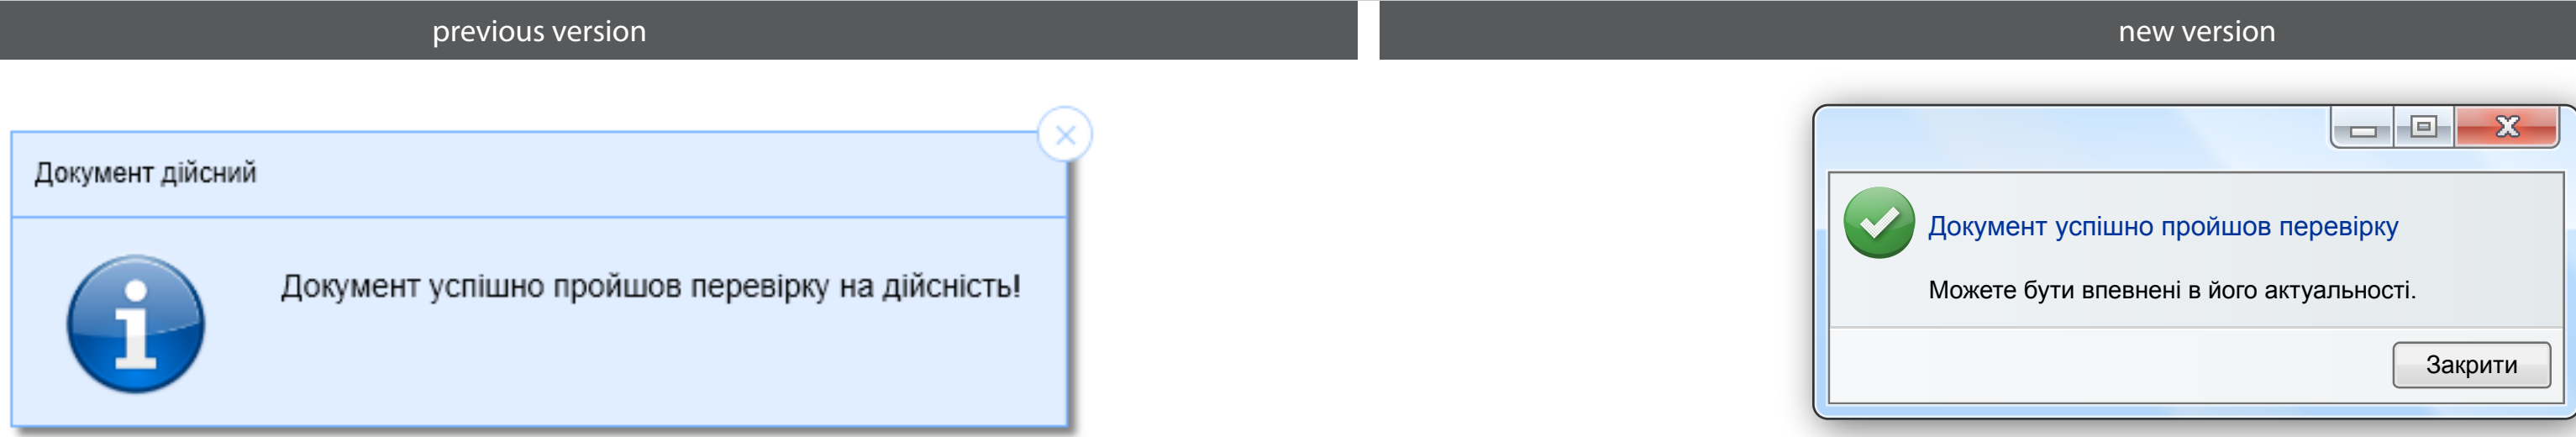 previous version
new version
Документ дійсний
Документ успішно пройшов перевірку на дійсність!
Документ успішно пройшов перевірку
Можете бути впевнені в його актуальності.
Закрити